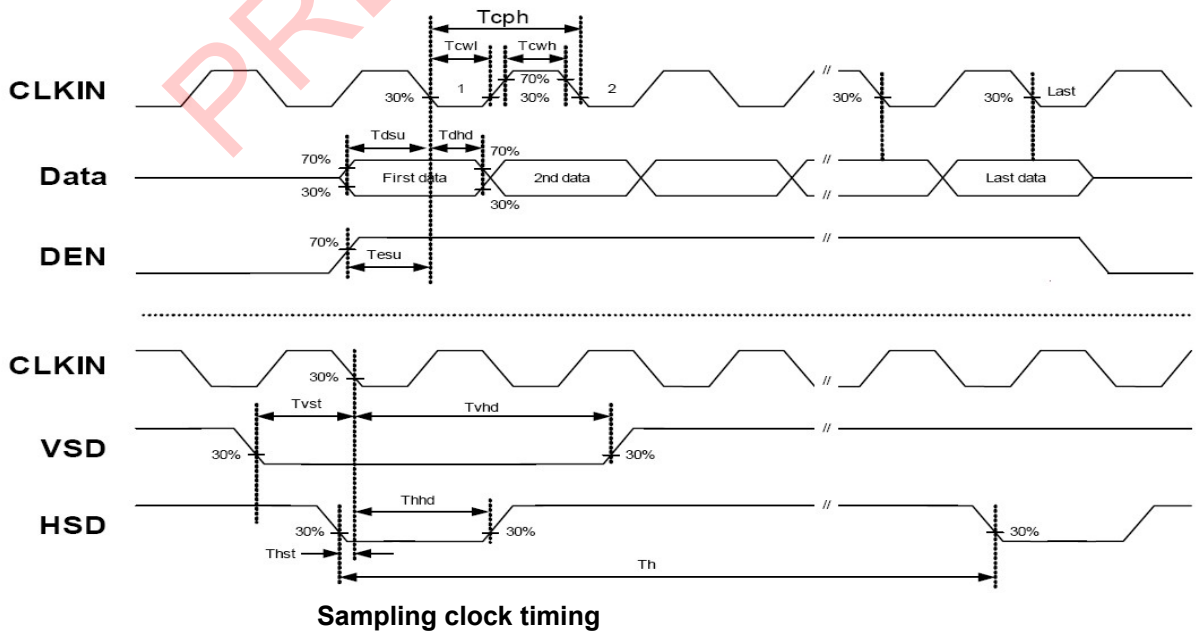 PRE
Tcph
Tcwl
Tcwh
CLKIN
30%
1
70%
30%
2
//
30%
30%
Last
Tdsu
Tdhd
Data
70%
30%
First data
70%
30%
2nd data
//
Last data
DEN
70%
Tesu
//
CLKIN
30%
//
Tvst
Tvhd
VSD
30%
30%
//
Thhd
HSD
30%
30%
//
30%
Thst
Th
Sampling clock timing